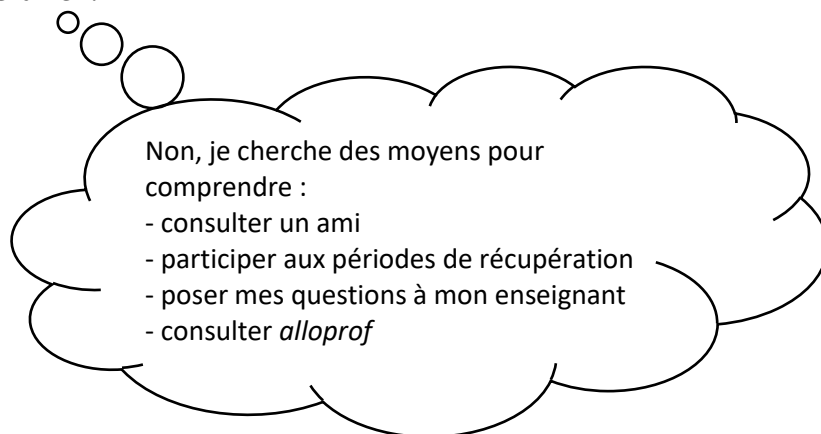 Non, je cherche des moyens pour
comprendre :
- consulter un ami
- participer aux périodes de récupération
- poser mes questions à mon enseignant
- consulter alloprof